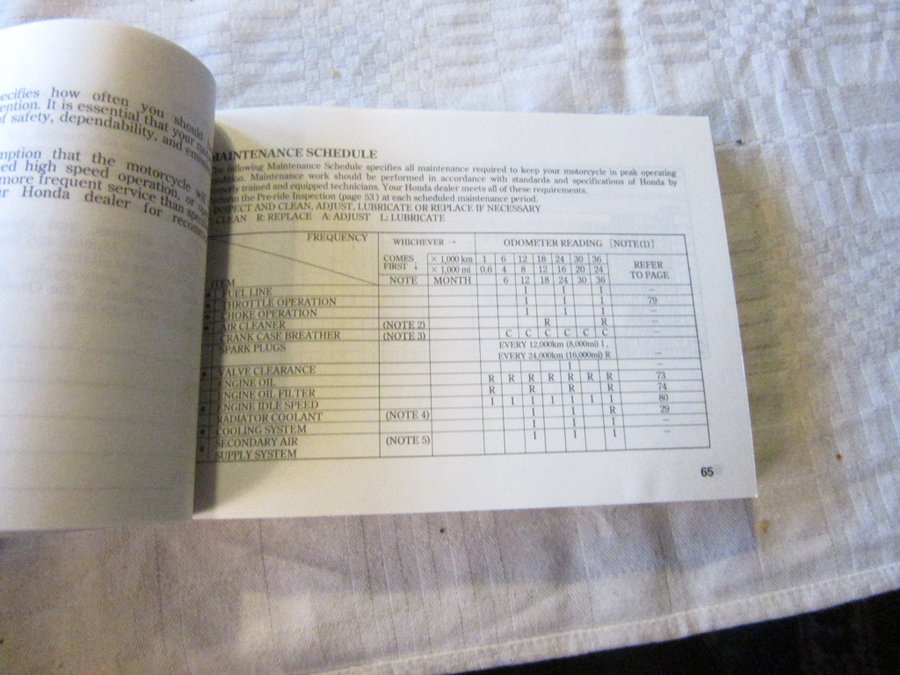 ecifies how often you should
ention. It is essential that your
of safety, dependability, and
mption that the motorcycle will
ed high speed operation, or
more frequent service than
ur Honda dealer for
MAINTENANCE SCHEDULE
he following Maintenance Schedule specifies all maintenance required to keep your motorcycle in peak operating
ondition. Maintenance work should be performed in accordance with standards and specifications of Honda by
operly trained and equipped technicians. Your Honda dealer meets all of these requirements.
erform the Pre-ride Inspection (page 53 ) at each scheduled maintenance period.
INSPECT AND CLEAN, ADJUST, LUBRICATE OR REPLACE IF NECESSARY
CLEAN R: REPLACE A: ADJUST L: LUBRICATE
FREQUENCY WHICHEVER → ODOMETER READING [NOTE(1)]
COMES FIRST ↓ × 1,000 km 1 6 12 18 24 30 36 REFER TO PAGE
× 1,000 mi 0.6 4 8 12 16 20 24
ITEM NOTE MONTH 6 12 18 24 30 36
FUEL LINE I I I –
THROTTLE OPERATION I I I 79
CHOKE OPERATION I I I –
AIR CLEANER (NOTE 2) R R –
CRANK CASE BREATHER (NOTE 3) C C C C C C
SPARK PLUGS EVERY 12,000km (8,000mi) I ,
EVERY 24,000km (16,000mi) R –
VALVE CLEARANCE I –
ENGINE OIL R R R R R R R 73
ENGINE OIL FILTER R R R R 74
ENGINE IDLE SPEED I I I I I I I 80
RADIATOR COOLANT (NOTE 4) I I R 29
COOLING SYSTEM I I I –
SECONDARY AIR (NOTE 5) I I I –
SUPPLY SYSTEM
65